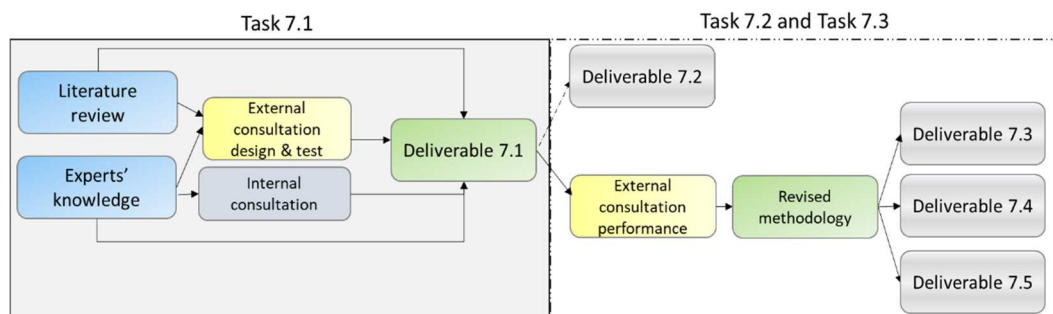 Task 7.1
Task 7.2 and Task 7.3
Literature
review
Experts'
knowledge
External
consultation
design & test
Internal
consultation
Deliverable 7.1
Deliverable 7.2
External
consultation
performance
Revised
methodology
Deliverable 7.3
Deliverable 7.4
Deliverable 7.5